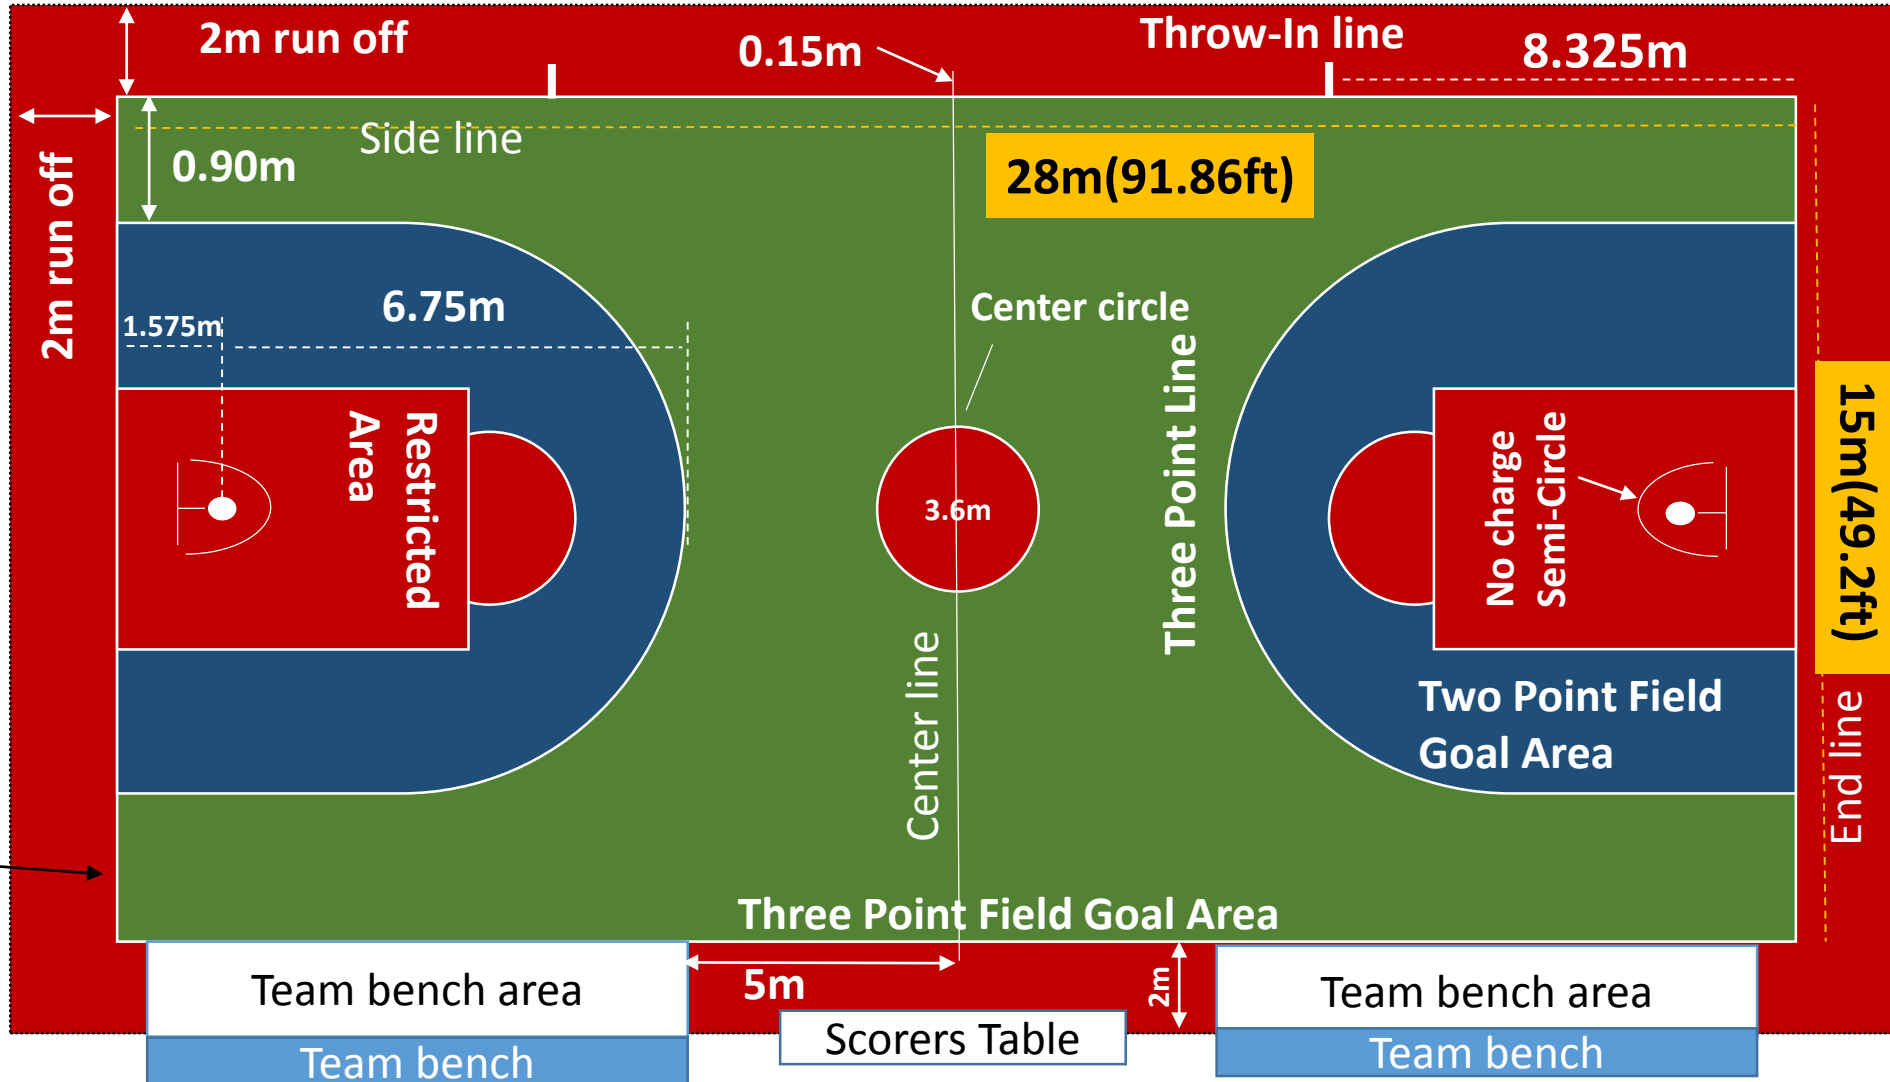 2m run off
0.15m
Throw-In line
8.325m
Side line
0.90m
28m(91.86ft)
2m run off
6.75m
1.575m
Center circle
Three Point Line
Restricted
Area
3.6m
No charge
Semi-Circle
15m(49.2ft)
Center line
Two Point Field
Goal Area
End line
Three Point Field Goal Area
Team bench area
5m
2m
Team bench area
Scorers Table
Team bench
Team bench